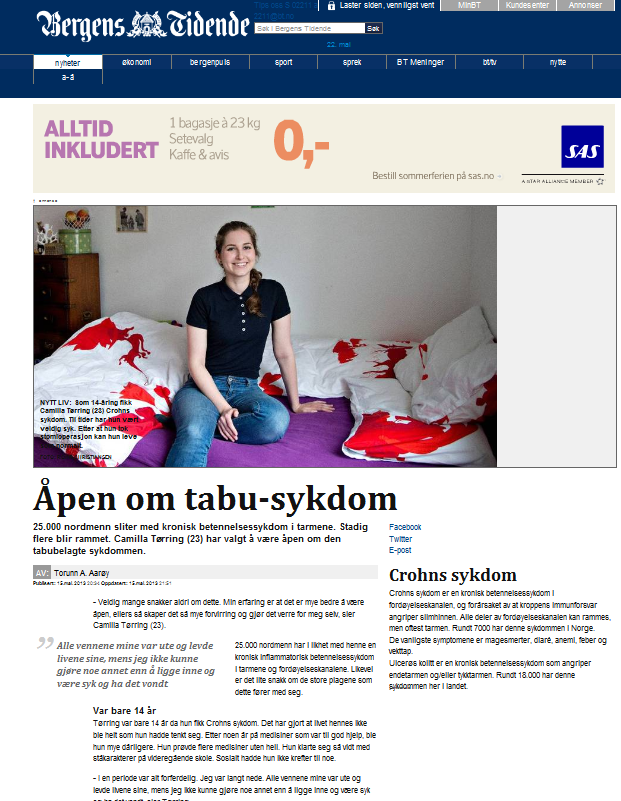 Bergens Tidende
Laster siden, vennligst vent
MinBT
Kundesenter
Annonser
Søk i Bergens Tidende
Søk
22. mai
nyheter
økonomi
bergenpuls
sport
sprek
BT Meninger
bt/tv
nytte
a-å
ALLTID
INKLUDERT
1 bagasje à 23 kg
Setevalg
Kaffe & avis
0,-
SAS
Bestill sommerferien på sas.no
A STAR ALLIANCE MEMBER
NYTT LIV: Som 14-åring fikk
Camilla Tørring (23) Crohns
sykdom. Til tider har hun vært
veldig syk. Etter at hun tok
stomioperasjon kan hun leve
normalt.
Åpen om tabu-sykdom
25.000 nordmenn sliter med kronisk betennelsessykdom i tarmene. Stadig
flere blir rammet. Camilla Tørring (23) har valgt å være åpen om den
tabubelagte sykdommen.
AV: Torunn A. Aarøy
Publisert: 15.mai.2013 20:34 Oppdatert: 15.mai.2013 21:51
- Veldig mange snakker aldri om dette. Min erfaring er at det er mye bedre å være
åpen, ellers så skaper det så mye forvirring og gjør det verre for meg selv, sier
Camilla Tørring (23).
Alle vennene mine var ute og levde
livene sine, mens jeg ikke kunne
gjøre noe annet enn å ligge inne og
være syk og ha det vondt
25.000 nordmenn har i likhet med henne en
kronisk inflammatorisk betennelsessykdom
i tarmene og fordøyelseskanalene. Likevel
er det lite snakk om de store plagene som
dette fører med seg.
Var bare 14 år
Tørring var bare 14 år da hun fikk Crohns sykdom. Det har gjort at livet hennes ikke
ble helt som hun hadde tenkt seg. Etter noen år på medisiner som var til god hjelp, ble
hun mye dårligere. Hun prøvde flere medisiner uten hell. Hun klarte seg så vidt med
ståkarakterer på videregående skole. Sosialt hadde hun ikke krefter til noe.
- I en periode var alt forferdelig. Jeg var langt nede. Alle vennene mine var ute og
levde livene sine, mens jeg ikke kunne gjøre noe annet enn å ligge inne og være syk
Facebook
Twitter
E-post
Crohns sykdom
Crohns sykdom er en kronisk betennelsessykdom i
fordøyelseskanalen, og forårsaket av at kroppens immunforsvar
angriper slimhinnen. Alle deler av fordøyelseskanalen kan rammes,
men oftest tarmen. Rundt 7000 har denne sykdommen i Norge.
De vanligste symptomene er magesmerter, diaré, anemi, feber og
vekttap.
Ulcerøs kolitt er en kronisk betennelsessykdom som angriper
endetarmen og/eller tykktarmen. Rundt 18.000 har denne
sykdommen her i landet.